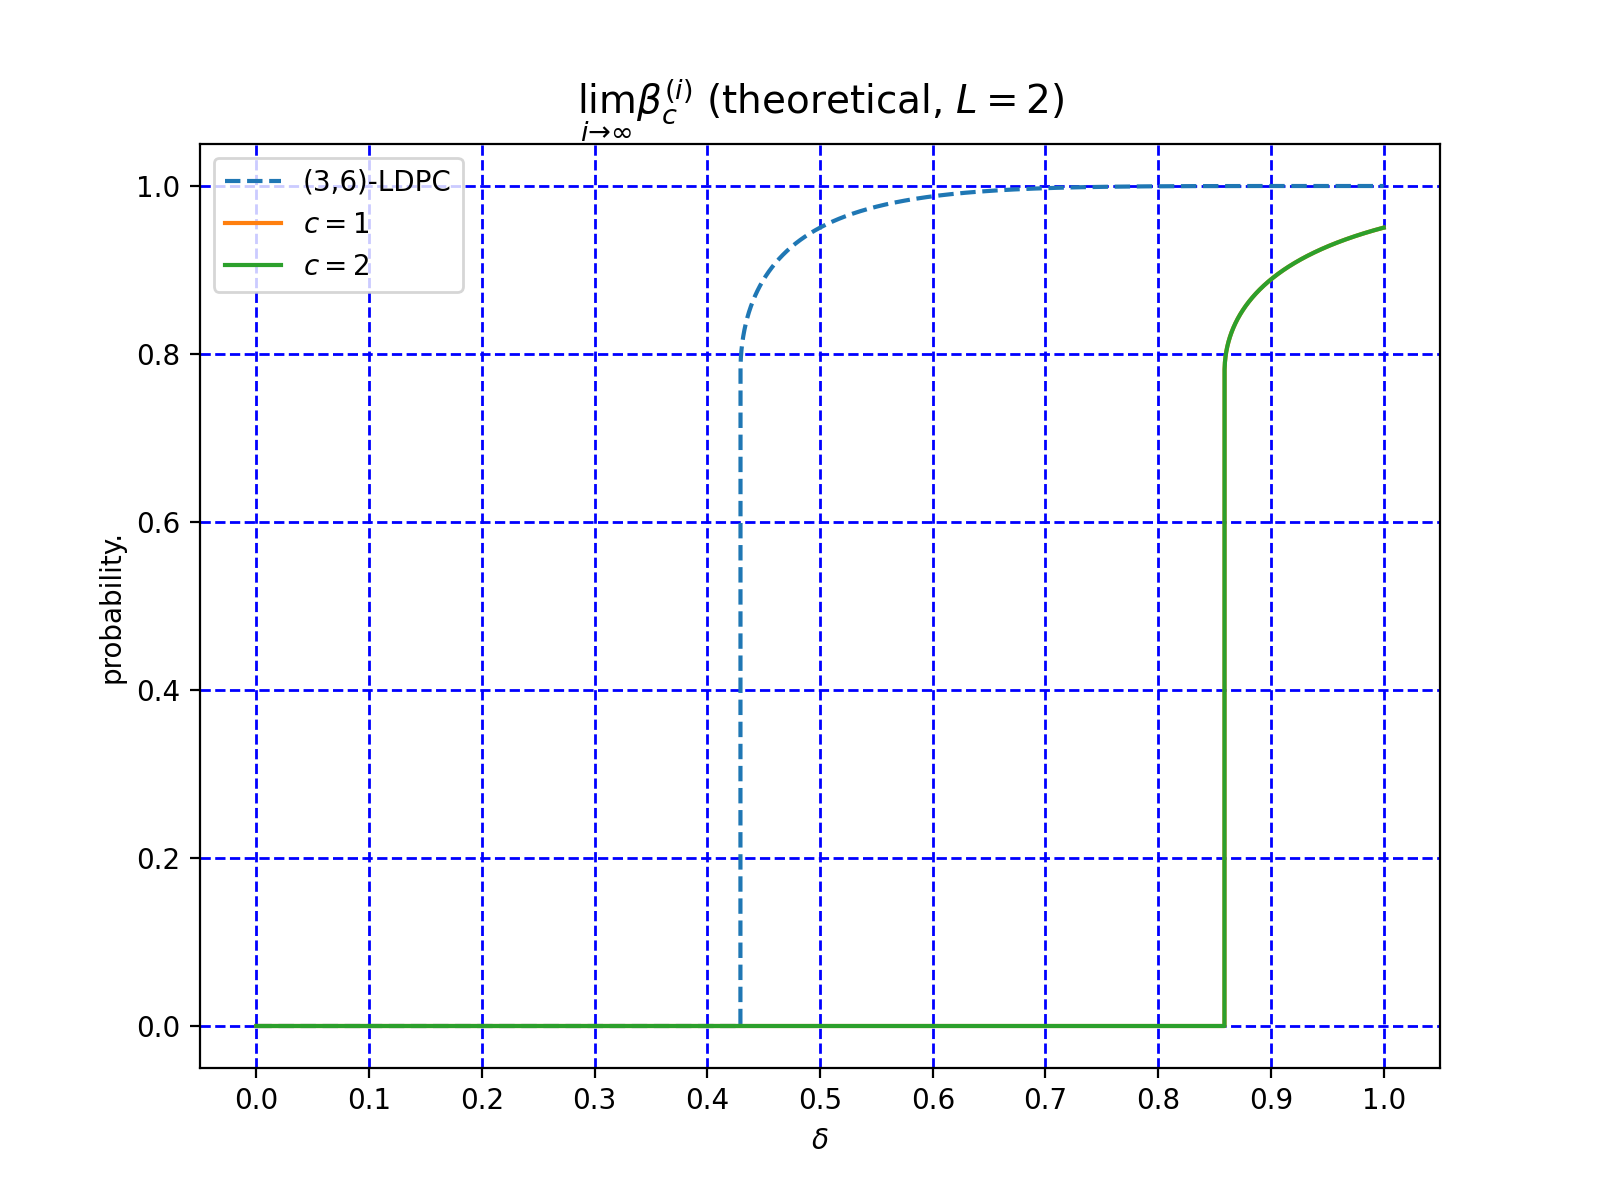 lim β_c^(i) (theoretical, L = 2)
i→∞
(3,6)-LDPC
c = 1
c = 2
1.0
0.8
0.6
0.4
0.2
0.0
probability.
0.0 0.1 0.2 0.3 0.4 0.5 0.6 0.7 0.8 0.9 1.0
δ